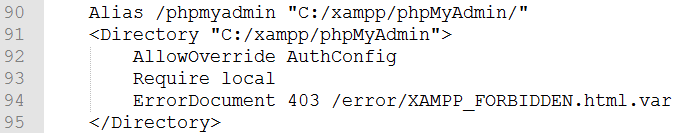 90 Alias /phpmyadmin "C:/xampp/phpMyAdmin/"
91 <Directory "C:/xampp/phpMyAdmin">
92 AllowOverride AuthConfig
93 Require local
94 ErrorDocument 403 /error/XAMPP_FORBIDDEN.html.var
95 </Directory>